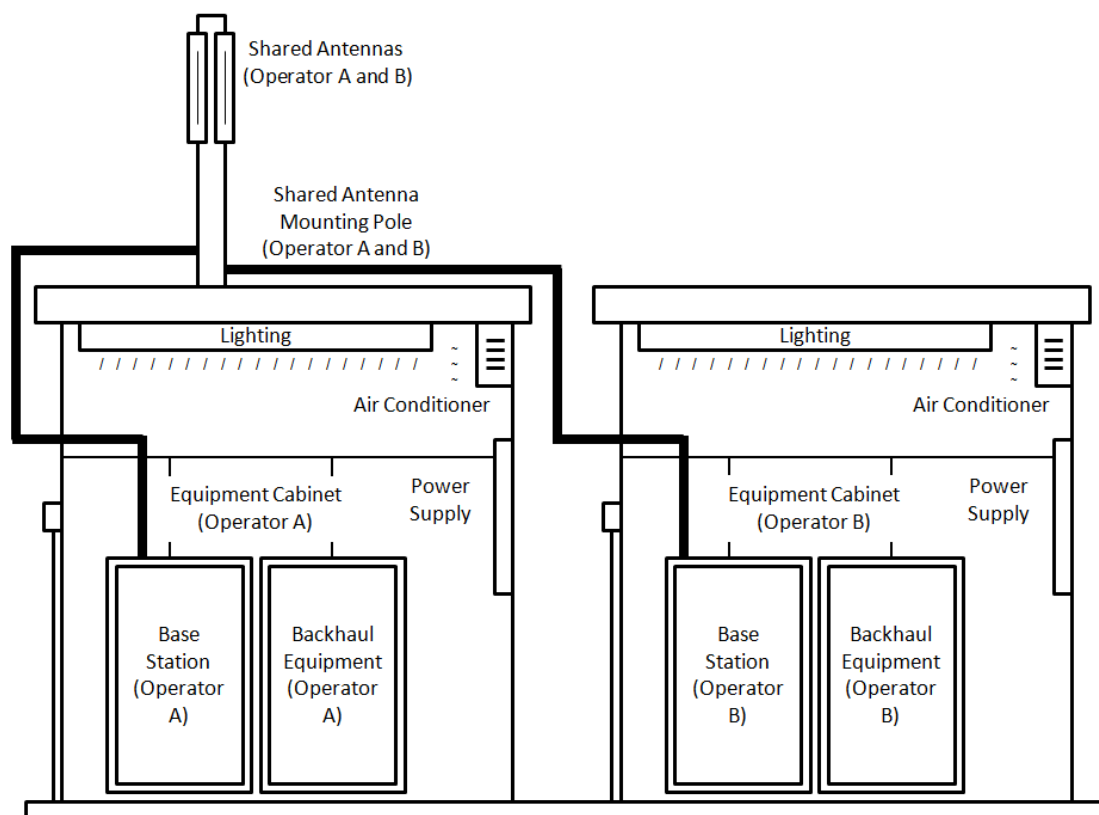 Shared Antennas
(Operator A and B)
Shared Antenna
Mounting Pole
(Operator A and B)
Lighting
Air Conditioner
Equipment Cabinet
(Operator A)
Power
Supply
Base
Station
(Operator
A)
Backhaul
Equipment
(Operator
A)
Lighting
Air Conditioner
Equipment Cabinet
(Operator B)
Power
Supply
Base
Station
(Operator
B)
Backhaul
Equipment
(Operator
B)